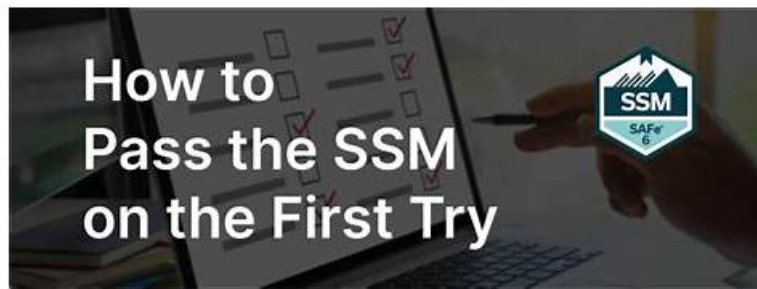 How to
Pass the SSM
on the First Try
SSM
SAFe®
6